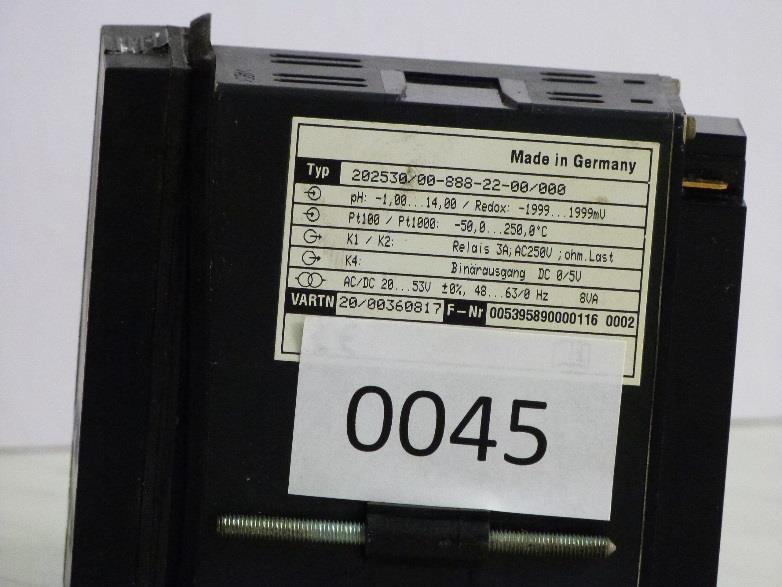 Made in Germany
Typ 202530/00-888-22-00/000
pH: -1,00...14,00 / Redox: -1999...1999mV
Pt100 / Pt1000: -50,0...250,0°C
K1 / K2: Relais 3A;AC250V ;ohm.Last
K4: Binärausgang DC 0/5V
AC/DC 20...53V ±0%, 48...63/0 Hz 8VA
VARTN 20/00360817 F-Nr 005395890000116 0002
0045